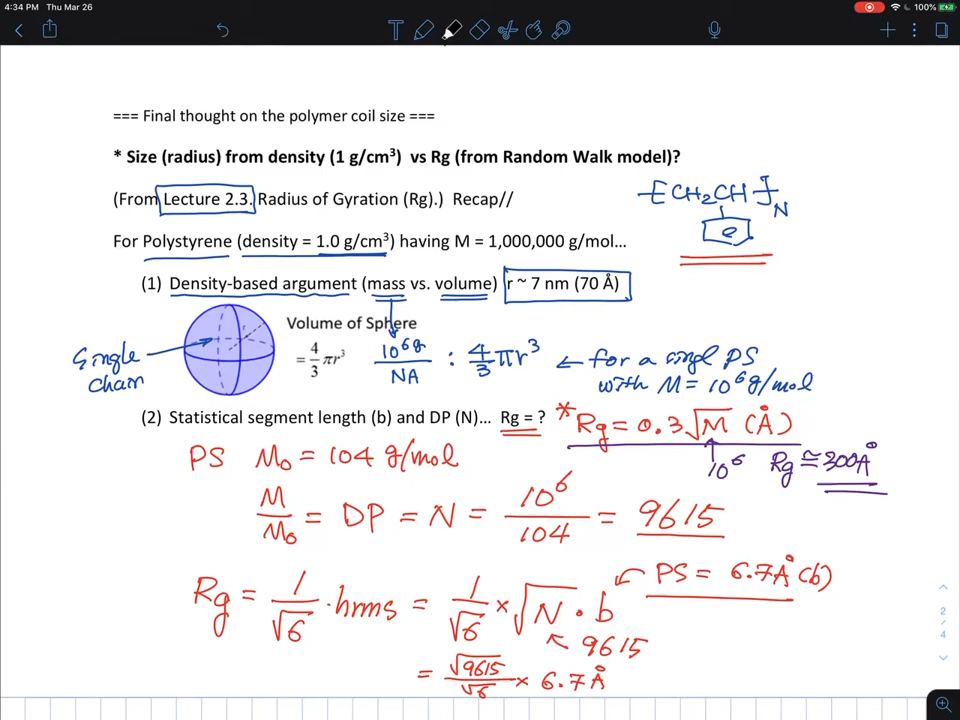 4:34 PM Thu Mar 26 100%
=== Final thought on the polymer coil size ===
* Size (radius) from density (1 g/cm³) vs Rg (from Random Walk model)?
(From Lecture 2.3. Radius of Gyration (Rg).) Recap//
-[CH₂CH]-N
For Polystyrene (density = 1.0 g/cm³) having M = 1,000,000 g/mol...
(1) Density-based argument (mass vs. volume) r ~ 7 nm (70 Å)
Single chain
Volume of Sphere
= 4/3 πr³
10⁶g/NA : 4/3 πr³ ← for a singl PS
with M = 10⁶g/mol
(2) Statistical segment length (b) and DP (N)... Rg = ? * Rg = 0.3√M (Å)
10⁶ Rg ≅ 300Å
PS M₀ = 104 g/mol
M/M₀ = DP = N = 10⁶/104 = 9615
PS = 6.7Å (b)
Rg = 1/√6 · hrms = 1/√6 × √N · b
9615
= √9615/√6 × 6.7Å
2
/
4